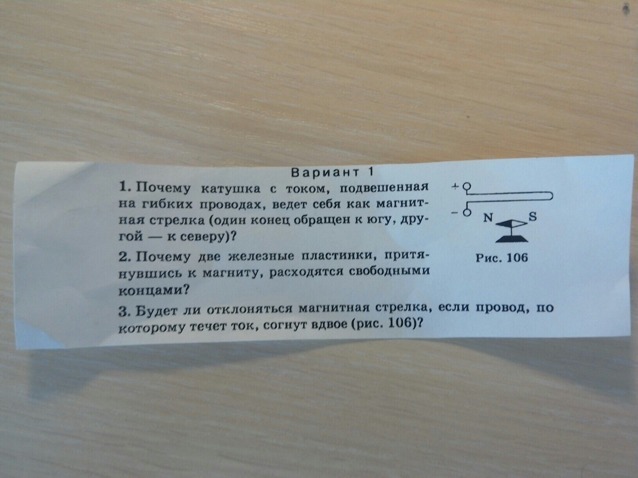 Вариант 1
1. Почему катушка с током, подвешенная
на гибких проводах, ведет себя как магнит-
ная стрелка (один конец обращен к югу, дру-
гой — к северу)?
+
−
N S
Рис. 106
2. Почему две железные пластинки, притя-
нувшись к магниту, расходятся свободными
концами?
3. Будет ли отклоняться магнитная стрелка, если провод, по
которому течет ток, согнут вдвое (рис. 106)?